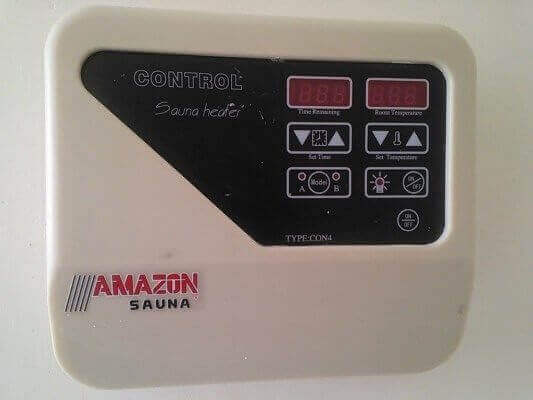 CONTROL
Sauna heater
Time Remaining
Room Temperature
Set Time
Set Temperature
A
Model
B
ON/OFF
ON/OFF
TYPE:CON4
AMAZON
SAUNA